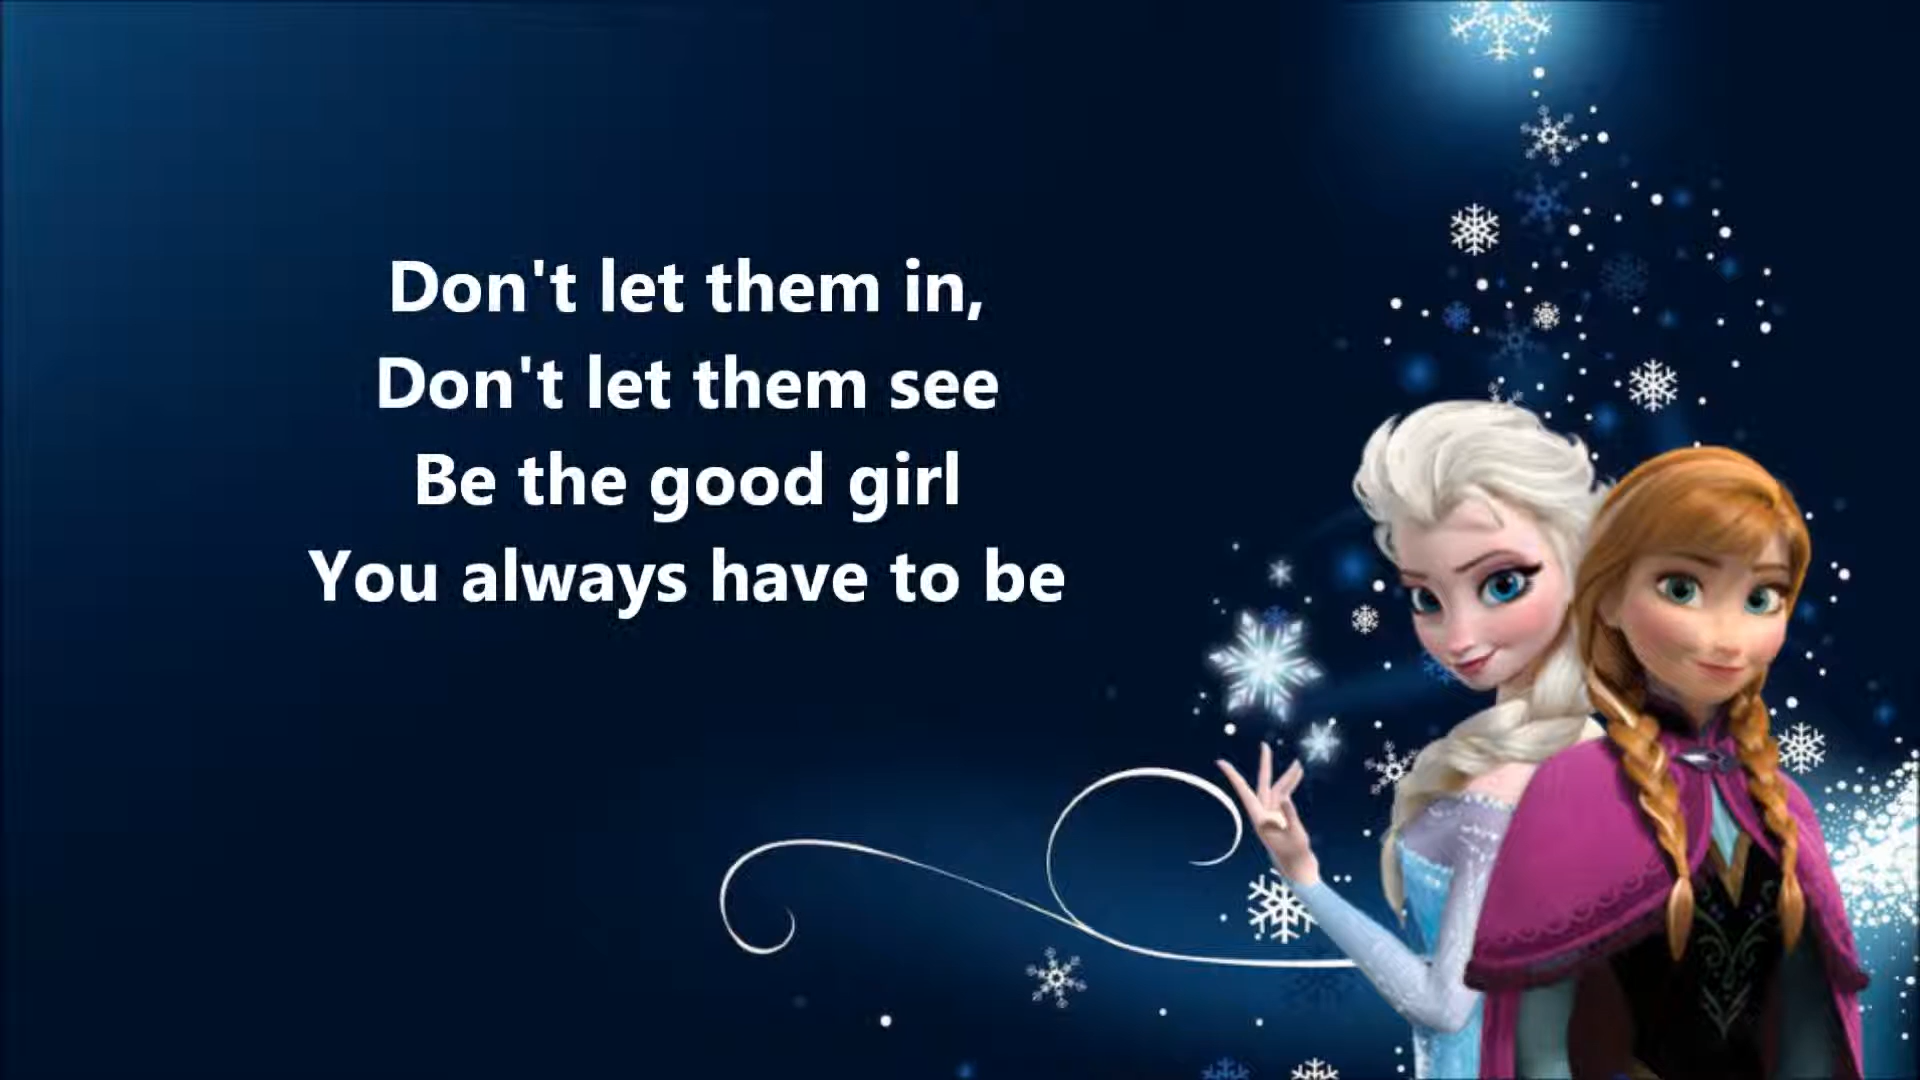 Don't let them in,
Don't let them see
Be the good girl
You always have to be